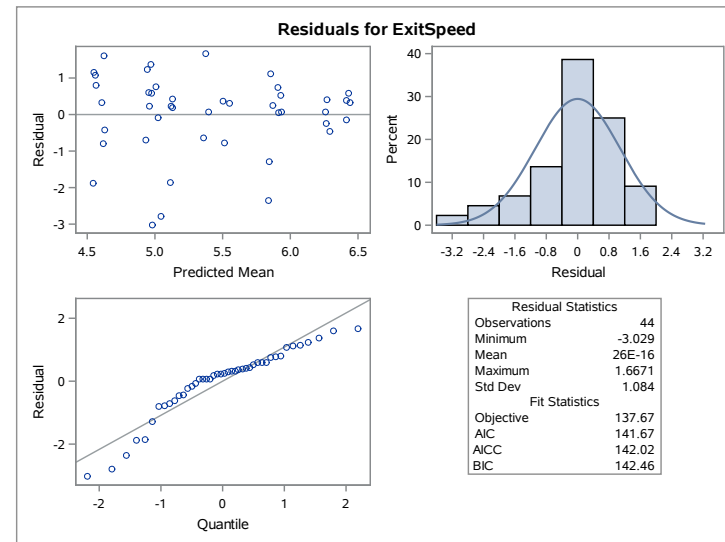 Residuals for ExitSpeed
1
0
-1
-2
-3
Residual
4.5 5.0 5.5 6.0 6.5
Predicted Mean
40
30
20
10
0
Percent
-3.2 -2.4 -1.6 -0.8 0 0.8 1.6 2.4 3.2
Residual
2
0
-2
Residual
-2 -1 0 1 2
Quantile
Residual Statistics
Observations 44
Minimum -3.029
Mean 26E-16
Maximum 1.6671
Std Dev 1.084
Fit Statistics
Objective 137.67
AIC 141.67
AICC 142.02
BIC 142.46